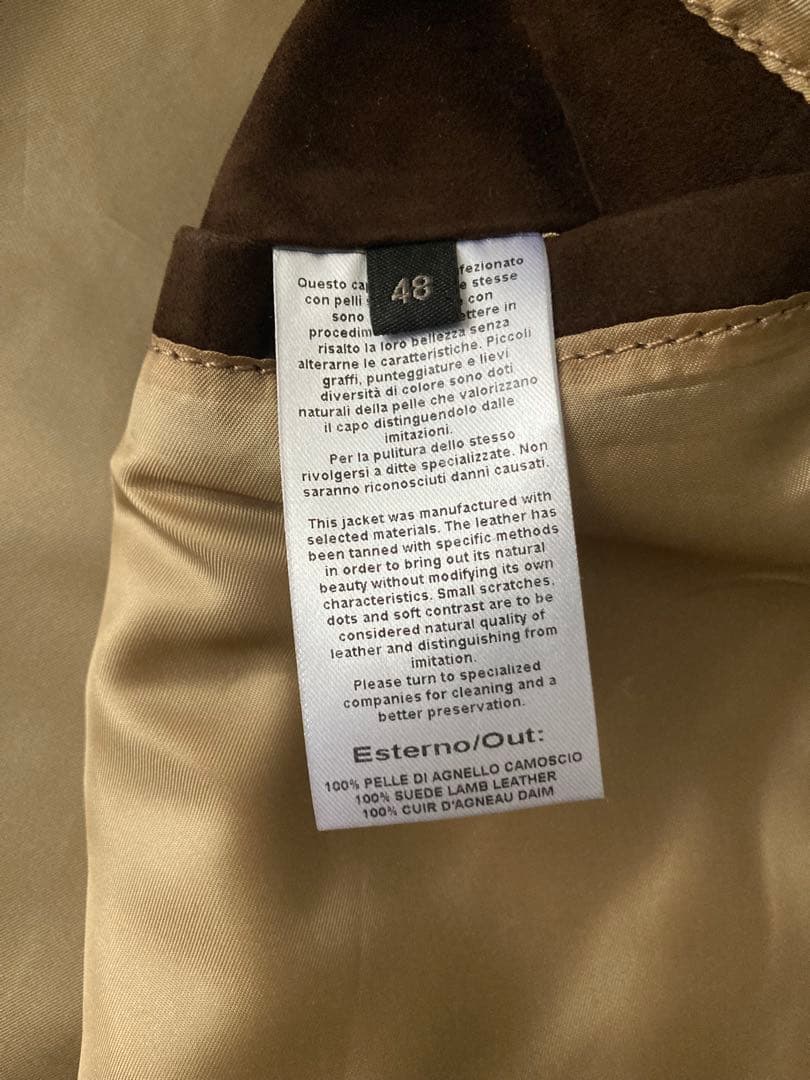 48
Questo ca fezionato
con pelli e stesse
sono con
procedim ettere in
risalto la loro bellezza senza
alterarne le caratteristiche. Piccoli
graffi, punteggiature e lievi
diversità di colore sono doti
naturali della pelle che valorizzano
il capo distinguendolo dalle
imitazioni.
Per la pulitura dello stesso
rivolgersi a ditte specializzate. Non
saranno riconosciuti danni causati.
This jacket was manufactured with
selected materials. The leather has
been tanned with specific methods
in order to bring out its natural
beauty without modifying its own
characteristics. Small scratches,
dots and soft contrast are to be
considered natural quality of
leather and distinguishing from
imitation.
Please turn to specialized
companies for cleaning and a
better preservation.
Esterno/Out:
100% PELLE DI AGNELLO CAMOSCIO
100% SUEDE LAMB LEATHER
100% CUIR D'AGNEAU DAIM